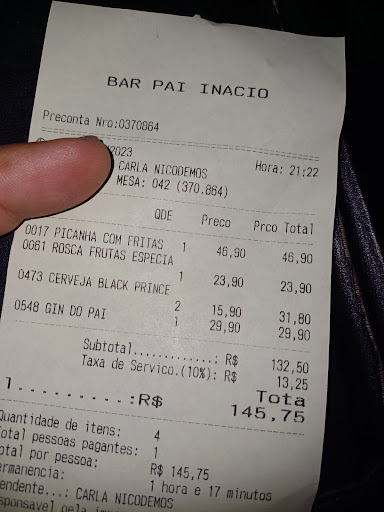 BAR PAI INACIO
Preconta Nro:0370864
2023 Hora: 21:22
CARLA NICODEMOS
MESA: 042 (370.864)
QDE Preco Prco Total
0017 PICANHA COM FRITAS 1 46,90 46,90
0061 ROSCA FRUTAS ESPECIA
1 23,90 23,90
0473 CERVEJA BLACK PRINCE
2 15,90 31,80
0548 GIN DO PAI 1 29,90 29,90
Subtotal..............: R$ 132,50
Taxa de Servico.(10%): R$ 13,25
Tota
l.........:R$ 145,75
Quantidade de itens: 4
Total pessoas pagantes: 1
otal por pessoa: R$ 145,75
ermanencia: 1 hora e 17 minutos
endente...: CARLA NICODEMOS